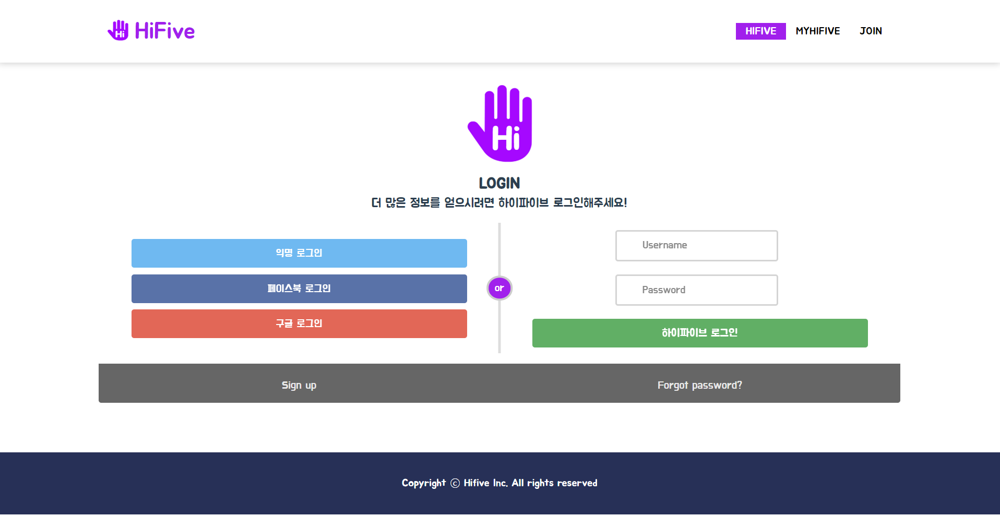 Hi HiFive
HIFIVE MYHIFIVE JOIN
Hi
LOGIN
더 많은 정보를 얻으시려면 하이파이브 로그인해주세요!
익명 로그인
페이스북 로그인
구글 로그인
or
Username
Password
하이파이브 로그인
Sign up
Forgot password?
Copyright ⓒ Hifive Inc. All rights reserved